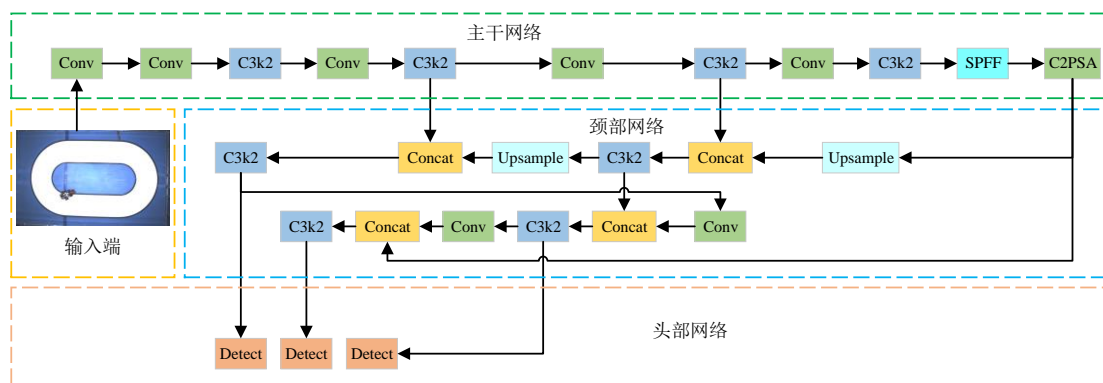 主干网络
Conv Conv C3k2 Conv C3k2 Conv C3k2 Conv C3k2 SPFF C2PSA
颈部网络
C3k2 Concat Upsample C3k2 Concat Upsample
C3k2 Concat Conv C3k2 Concat Conv
输入端
头部网络
Detect Detect Detect